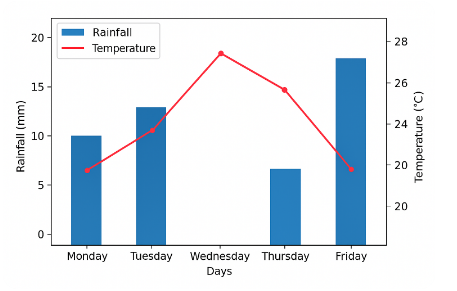 Rainfall
Temperature
20
15
10
5
0
Rainfall (mm)
28
26
24
20
20
Temperature (°C)
Monday Tuesday Wednesday Thursday Friday
Days